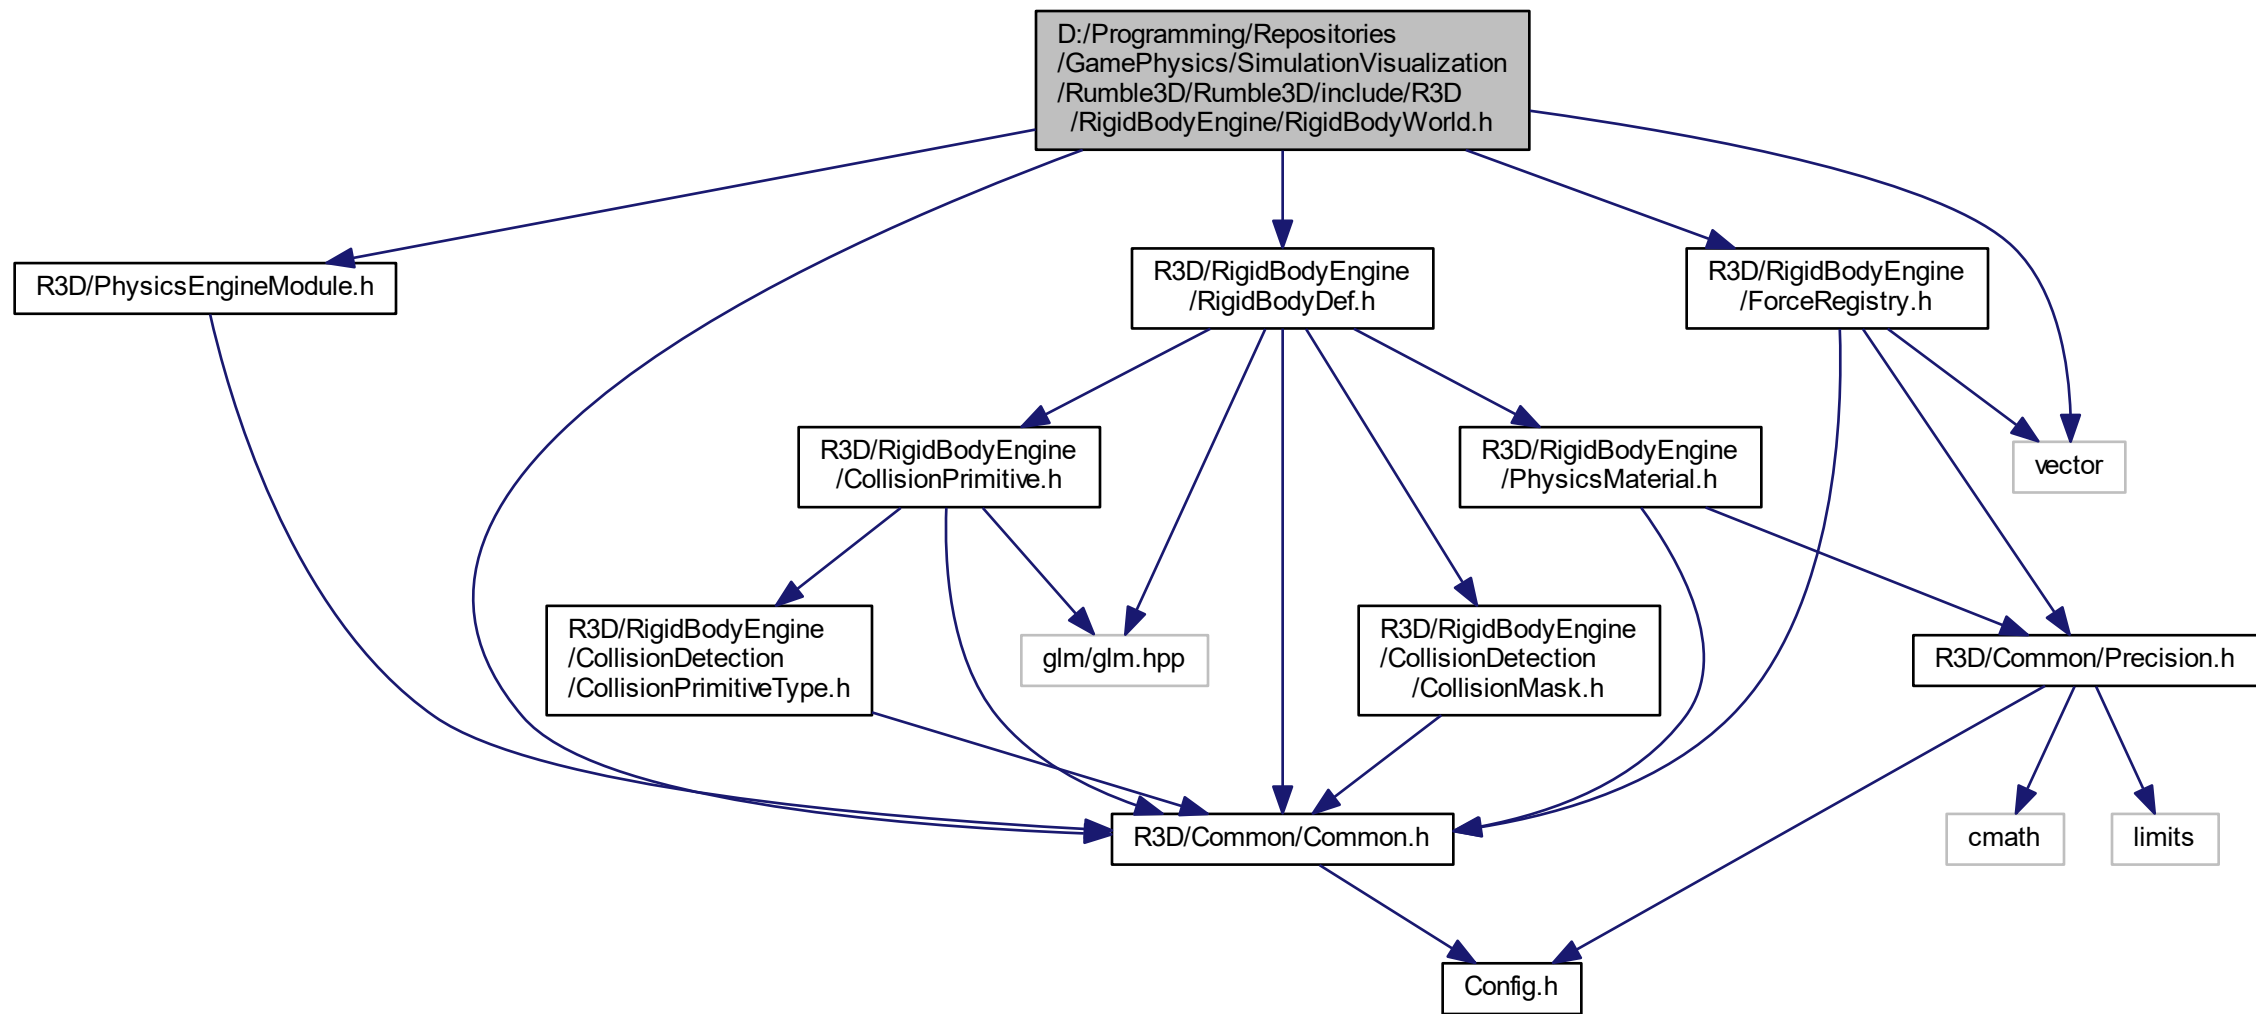 D:/Programming/Repositories
/GamePhysics/SimulationVisualization
/Rumble3D/Rumble3D/include/R3D
/RigidBodyEngine/RigidBodyWorld.h
R3D/PhysicsEngineModule.h
R3D/RigidBodyEngine
/RigidBodyDef.h
R3D/RigidBodyEngine
/ForceRegistry.h
R3D/RigidBodyEngine
/CollisionPrimitive.h
R3D/RigidBodyEngine
/PhysicsMaterial.h
vector
R3D/RigidBodyEngine
/CollisionDetection
/CollisionPrimitiveType.h
glm/glm.hpp
R3D/RigidBodyEngine
/CollisionDetection
/CollisionMask.h
R3D/Common/Precision.h
R3D/Common/Common.h
cmath
limits
Config.h